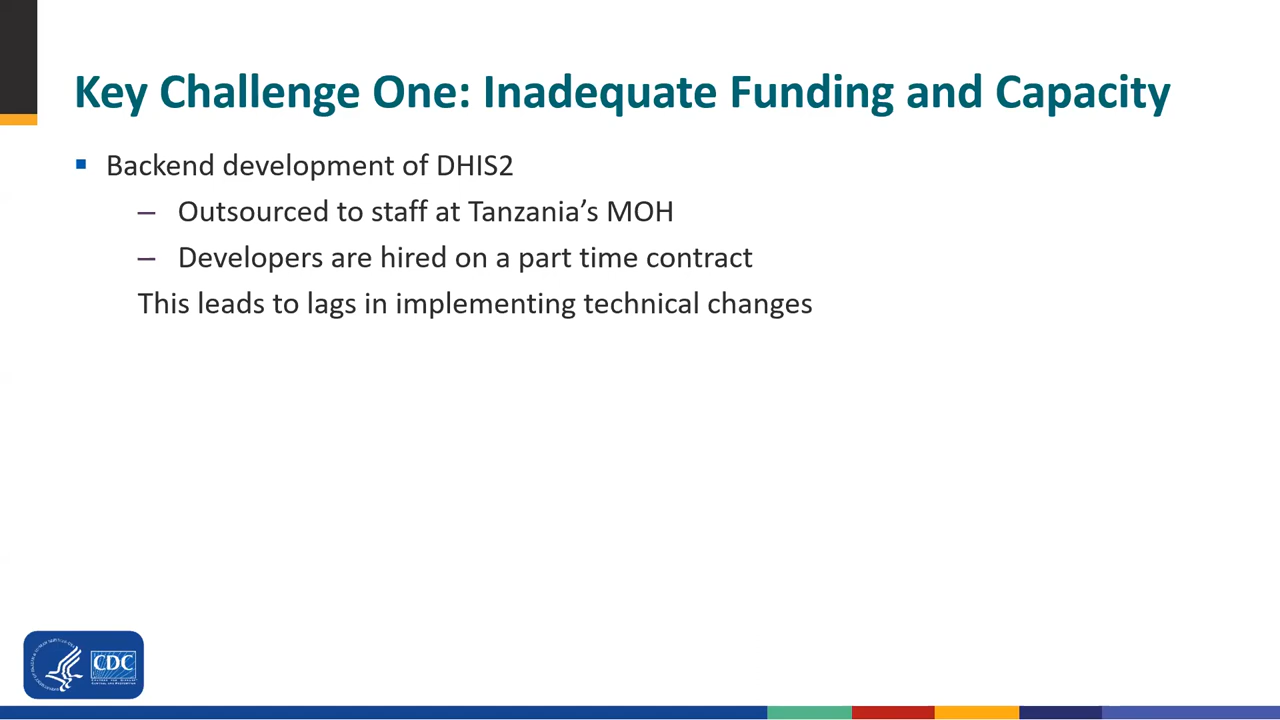 Key Challenge One: Inadequate Funding and Capacity
▪ Backend development of DHIS2
– Outsourced to staff at Tanzania’s MOH
– Developers are hired on a part time contract
This leads to lags in implementing technical changes
CDC